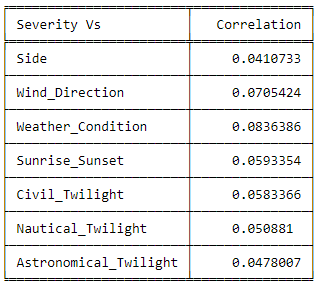 Severity Vs Correlation
Side 0.0410733
Wind_Direction 0.0705424
Weather_Condition 0.0836386
Sunrise_Sunset 0.0593354
Civil_Twilight 0.0583366
Nautical_Twilight 0.050881
Astronomical_Twilight 0.0478007